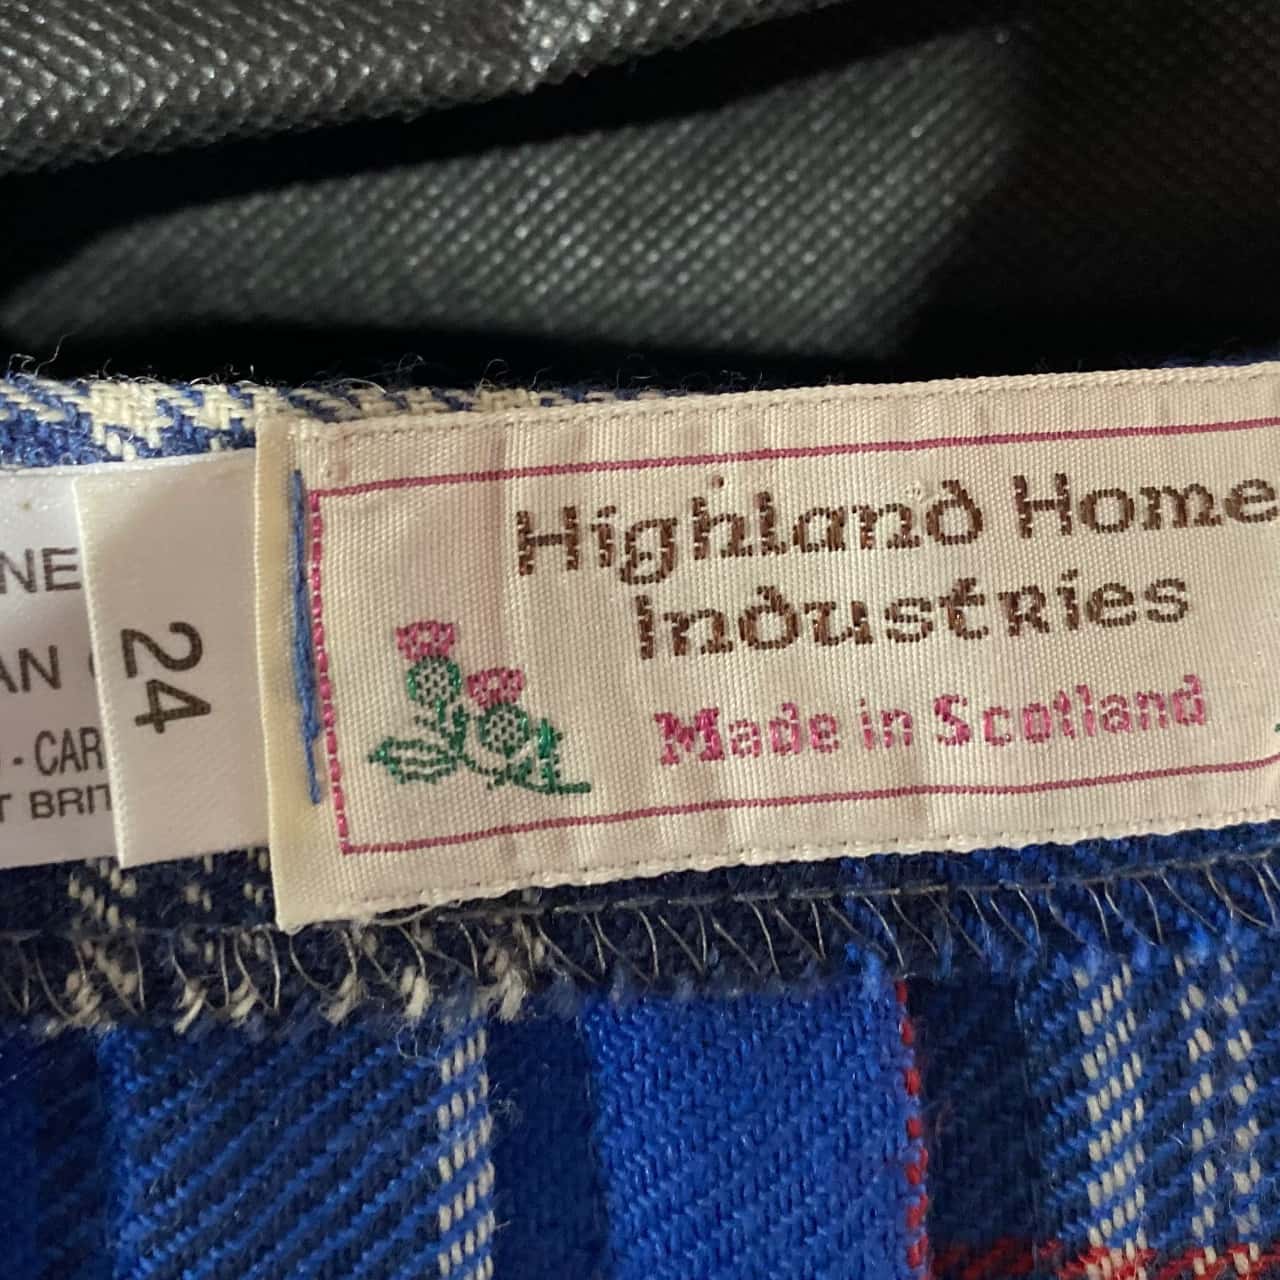 Highland Home
Industries
Made in Scotland
24
NE
AN
- CAR
T BRIT